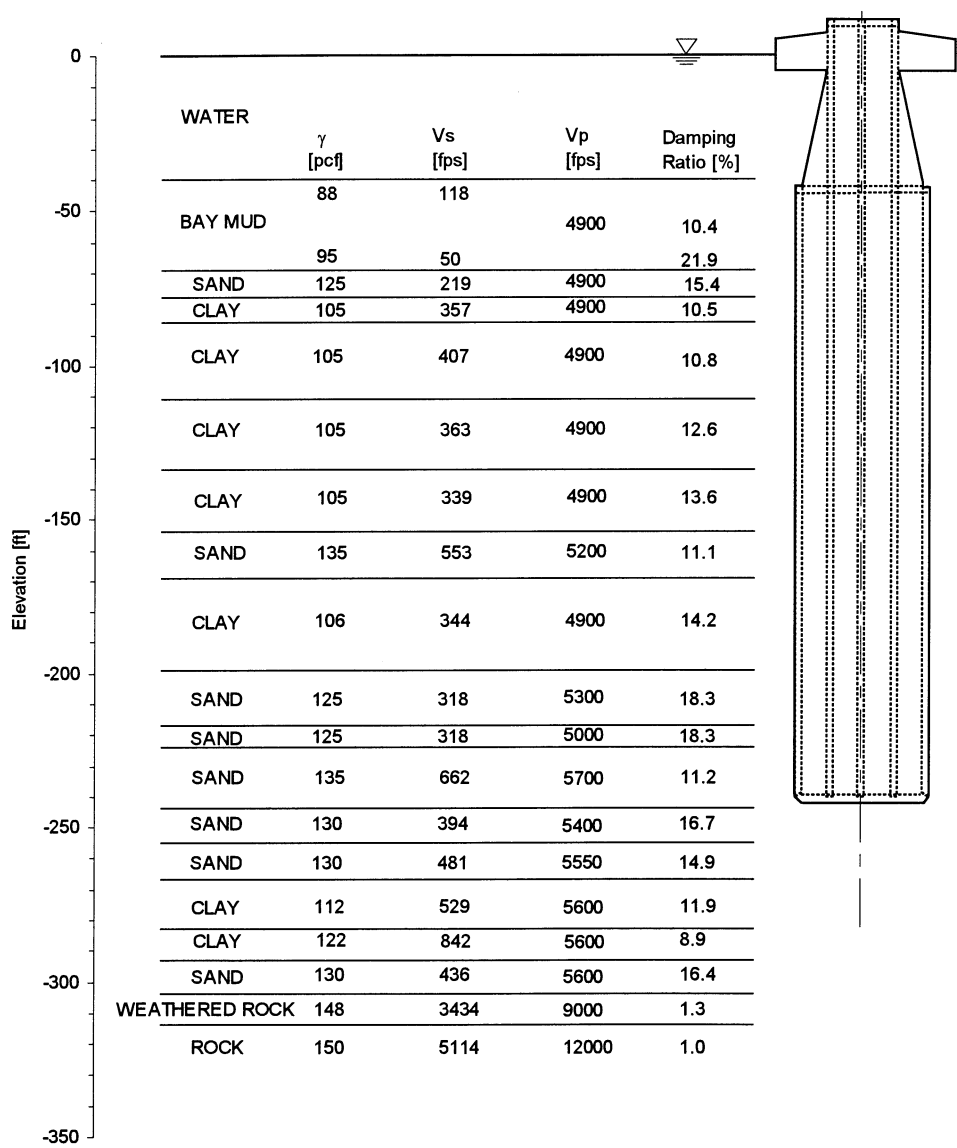 0
WATER
γ Vs Vp Damping
[pcf] [fps] [fps] Ratio [%]
88 118
-50
BAY MUD 4900 10.4
95 50 21.9
SAND 125 219 4900 15.4
CLAY 105 357 4900 10.5
CLAY 105 407 4900 10.8
-100
CLAY 105 363 4900 12.6
CLAY 105 339 4900 13.6
-150
SAND 135 553 5200 11.1
Elevation [ft]
CLAY 106 344 4900 14.2
-200
SAND 125 318 5300 18.3
SAND 125 318 5000 18.3
SAND 135 662 5700 11.2
-250
SAND 130 394 5400 16.7
SAND 130 481 5550 14.9
CLAY 112 529 5600 11.9
CLAY 122 842 5600 8.9
SAND 130 436 5600 16.4
-300
WEATHERED ROCK 148 3434 9000 1.3
ROCK 150 5114 12000 1.0
-350